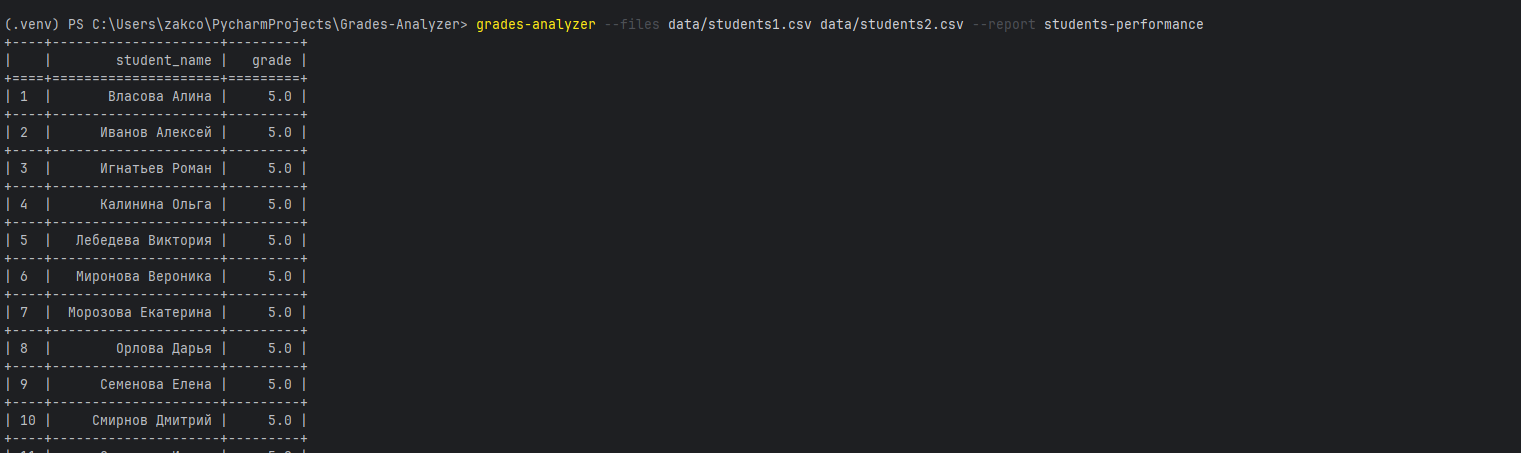 (.venv) PS C:\Users\zakco\PycharmProjects\Grades-Analyzer> grades-analyzer --files data/students1.csv data/students2.csv --report students-performance
+----+---------------------+---------+
|    |        student_name |   grade |
+====+=====================+=========+
| 1  |       Власова Алина |     5.0 |
+----+---------------------+---------+
| 2  |      Иванов Алексей |     5.0 |
+----+---------------------+---------+
| 3  |      Игнатьев Роман |     5.0 |
+----+---------------------+---------+
| 4  |      Калинина Ольга |     5.0 |
+----+---------------------+---------+
| 5  |   Лебедева Виктория |     5.0 |
+----+---------------------+---------+
| 6  |   Миронова Вероника |     5.0 |
+----+---------------------+---------+
| 7  |  Морозова Екатерина |     5.0 |
+----+---------------------+---------+
| 8  |        Орлова Дарья |     5.0 |
+----+---------------------+---------+
| 9  |      Семенова Елена |     5.0 |
+----+---------------------+---------+
| 10 |     Смирнов Дмитрий |     5.0 |
+----+---------------------+---------+